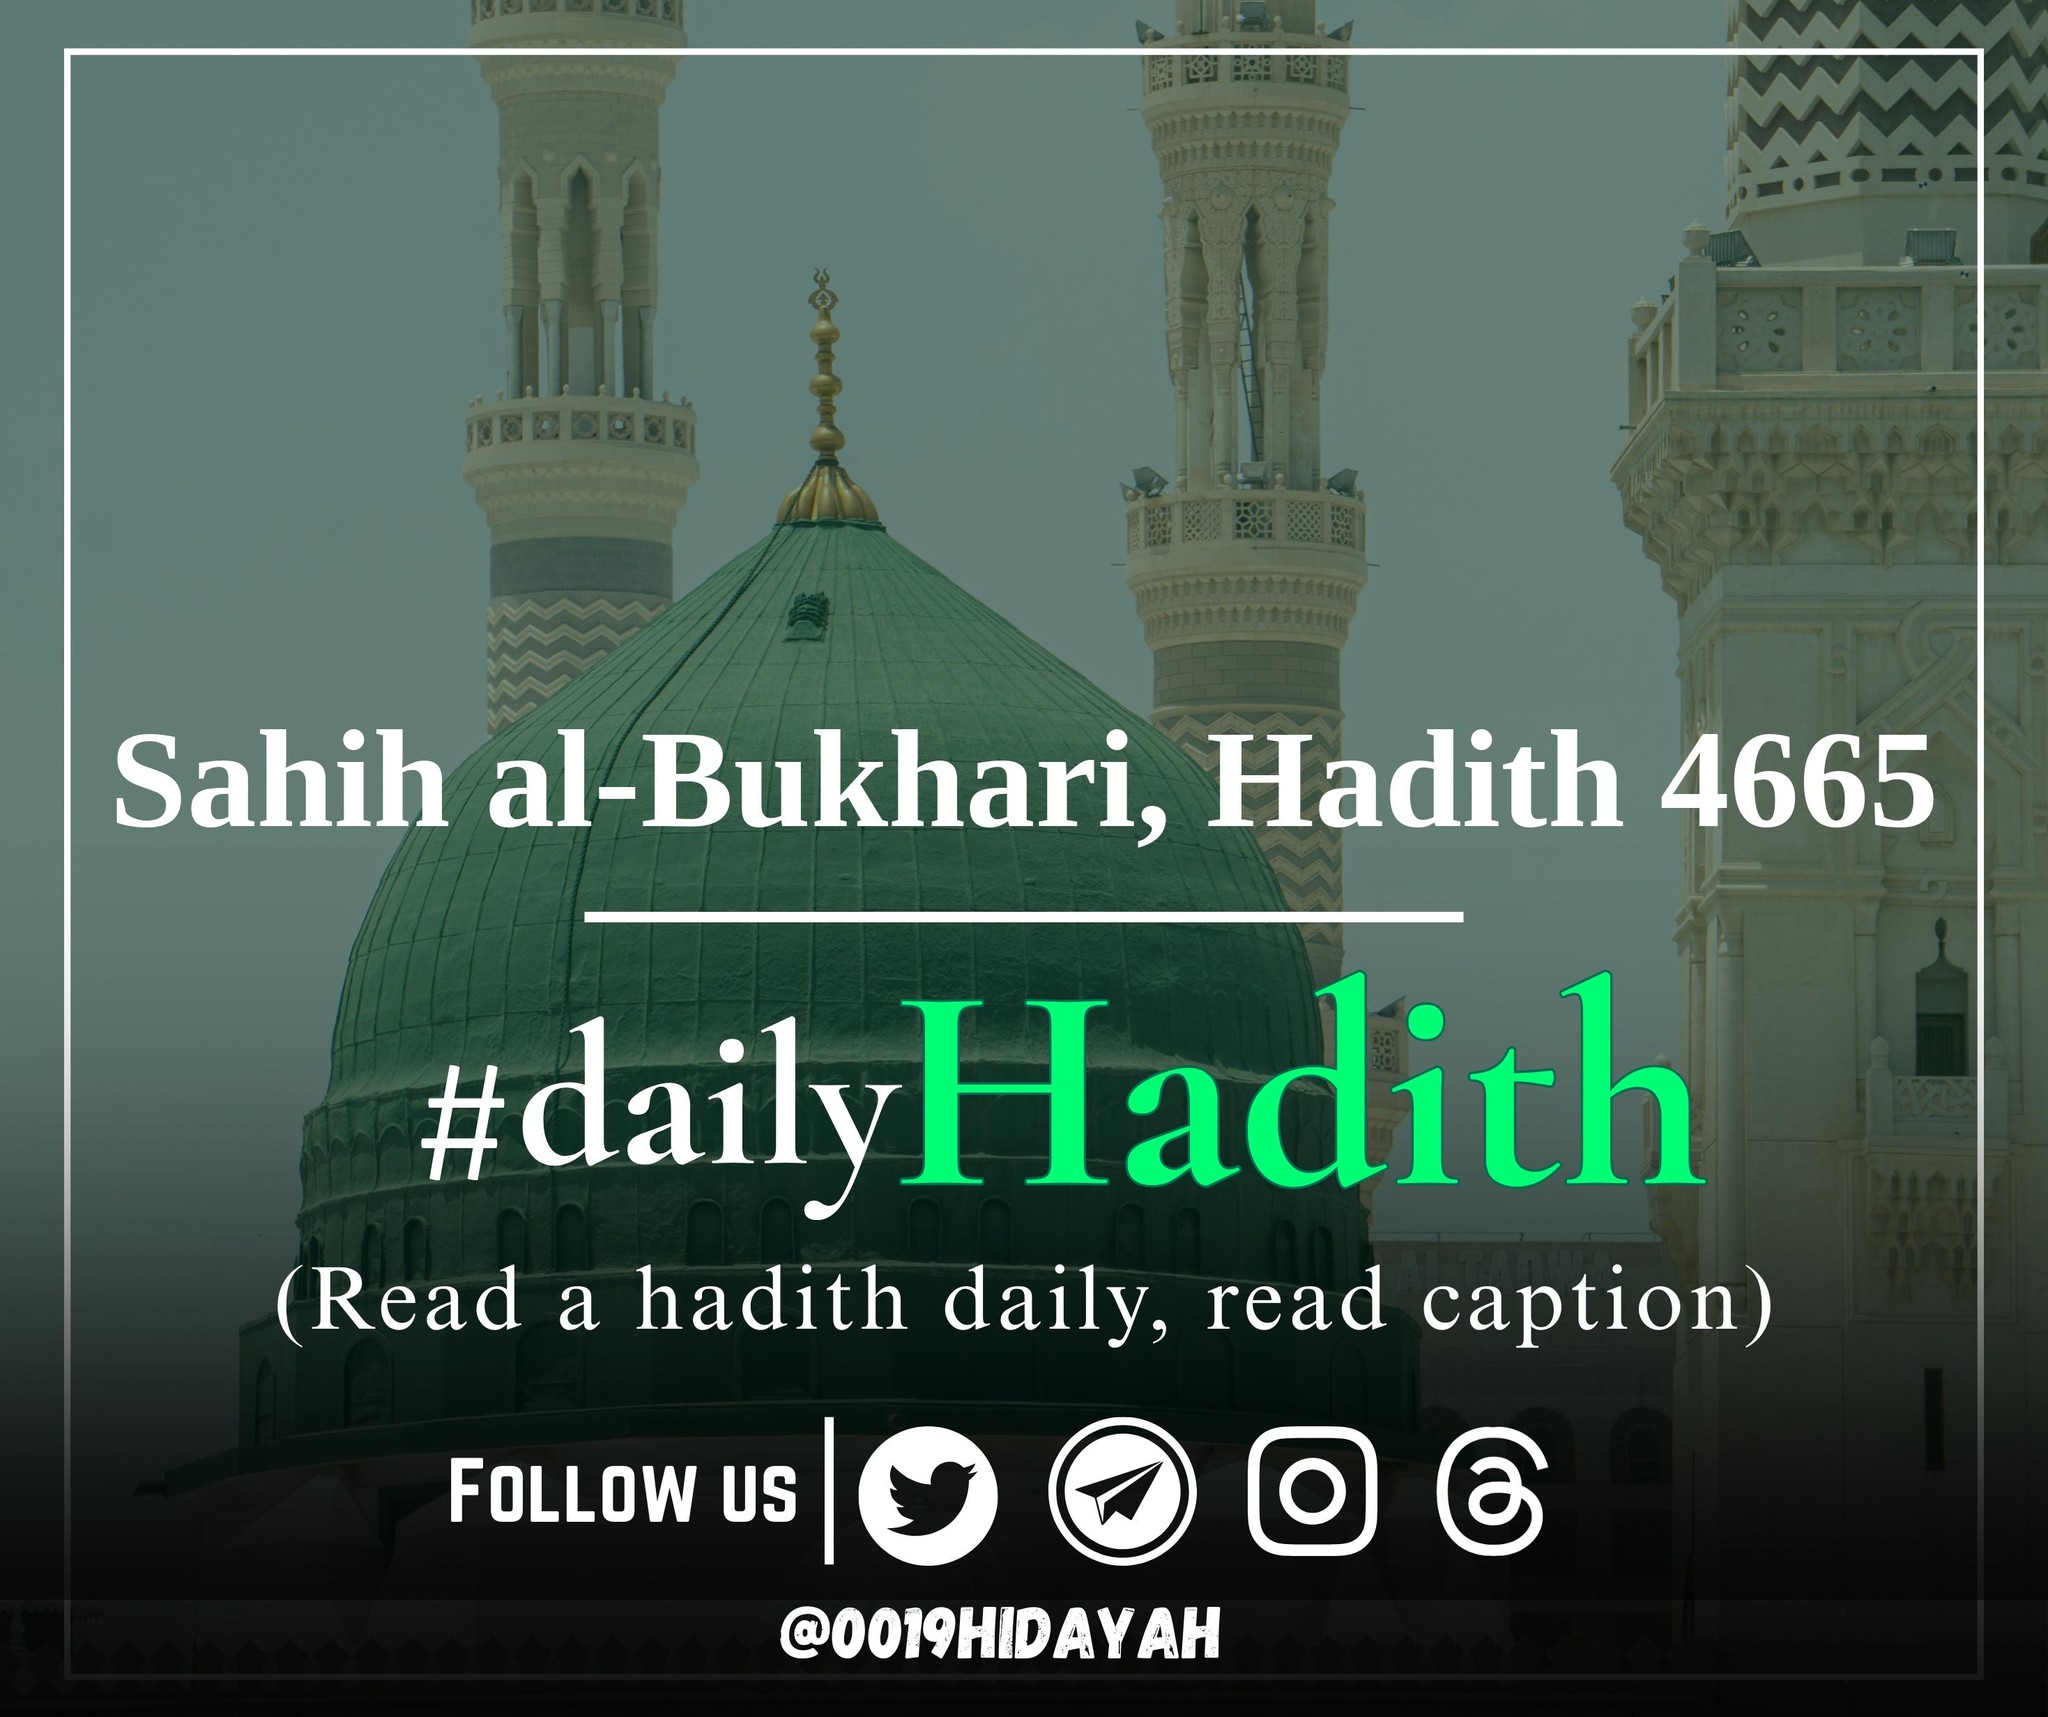 Sahih al-Bukhari, Hadith 4665
#dailyHadith
(Read a hadith daily, read caption)
Follow us
@0019HIDAYAH